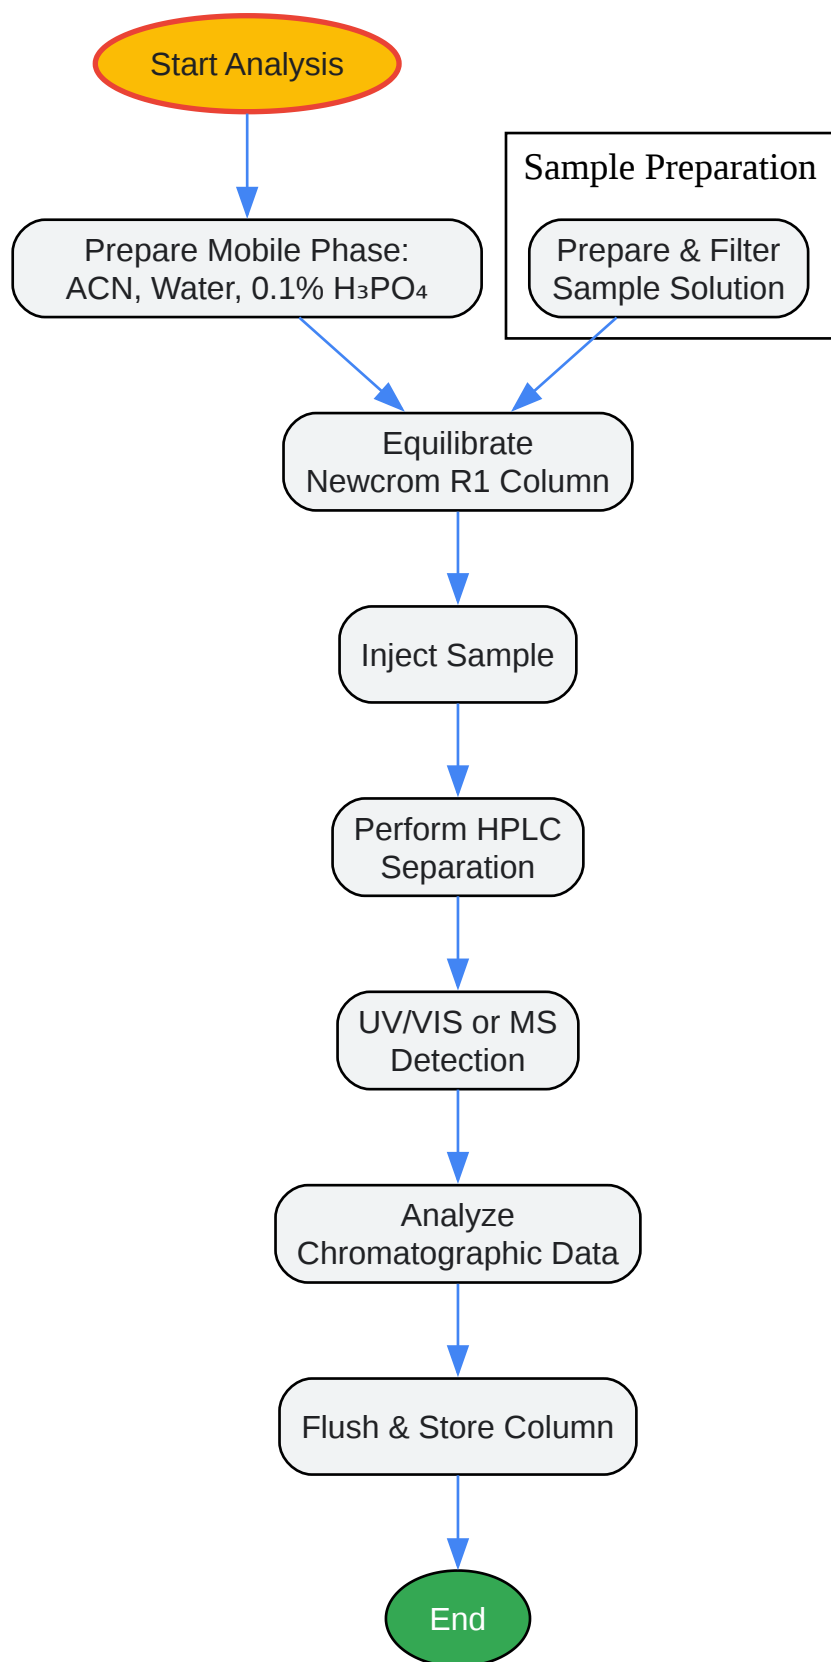 Start Analysis
Sample Preparation
Prepare Mobile Phase:
ACN, Water, 0.1% H₃PO₄
Prepare & Filter
Sample Solution
Equilibrate
Newcrom R1 Column
Inject Sample
Perform HPLC
Separation
UV/VIS or MS
Detection
Analyze
Chromatographic Data
Flush & Store Column
End